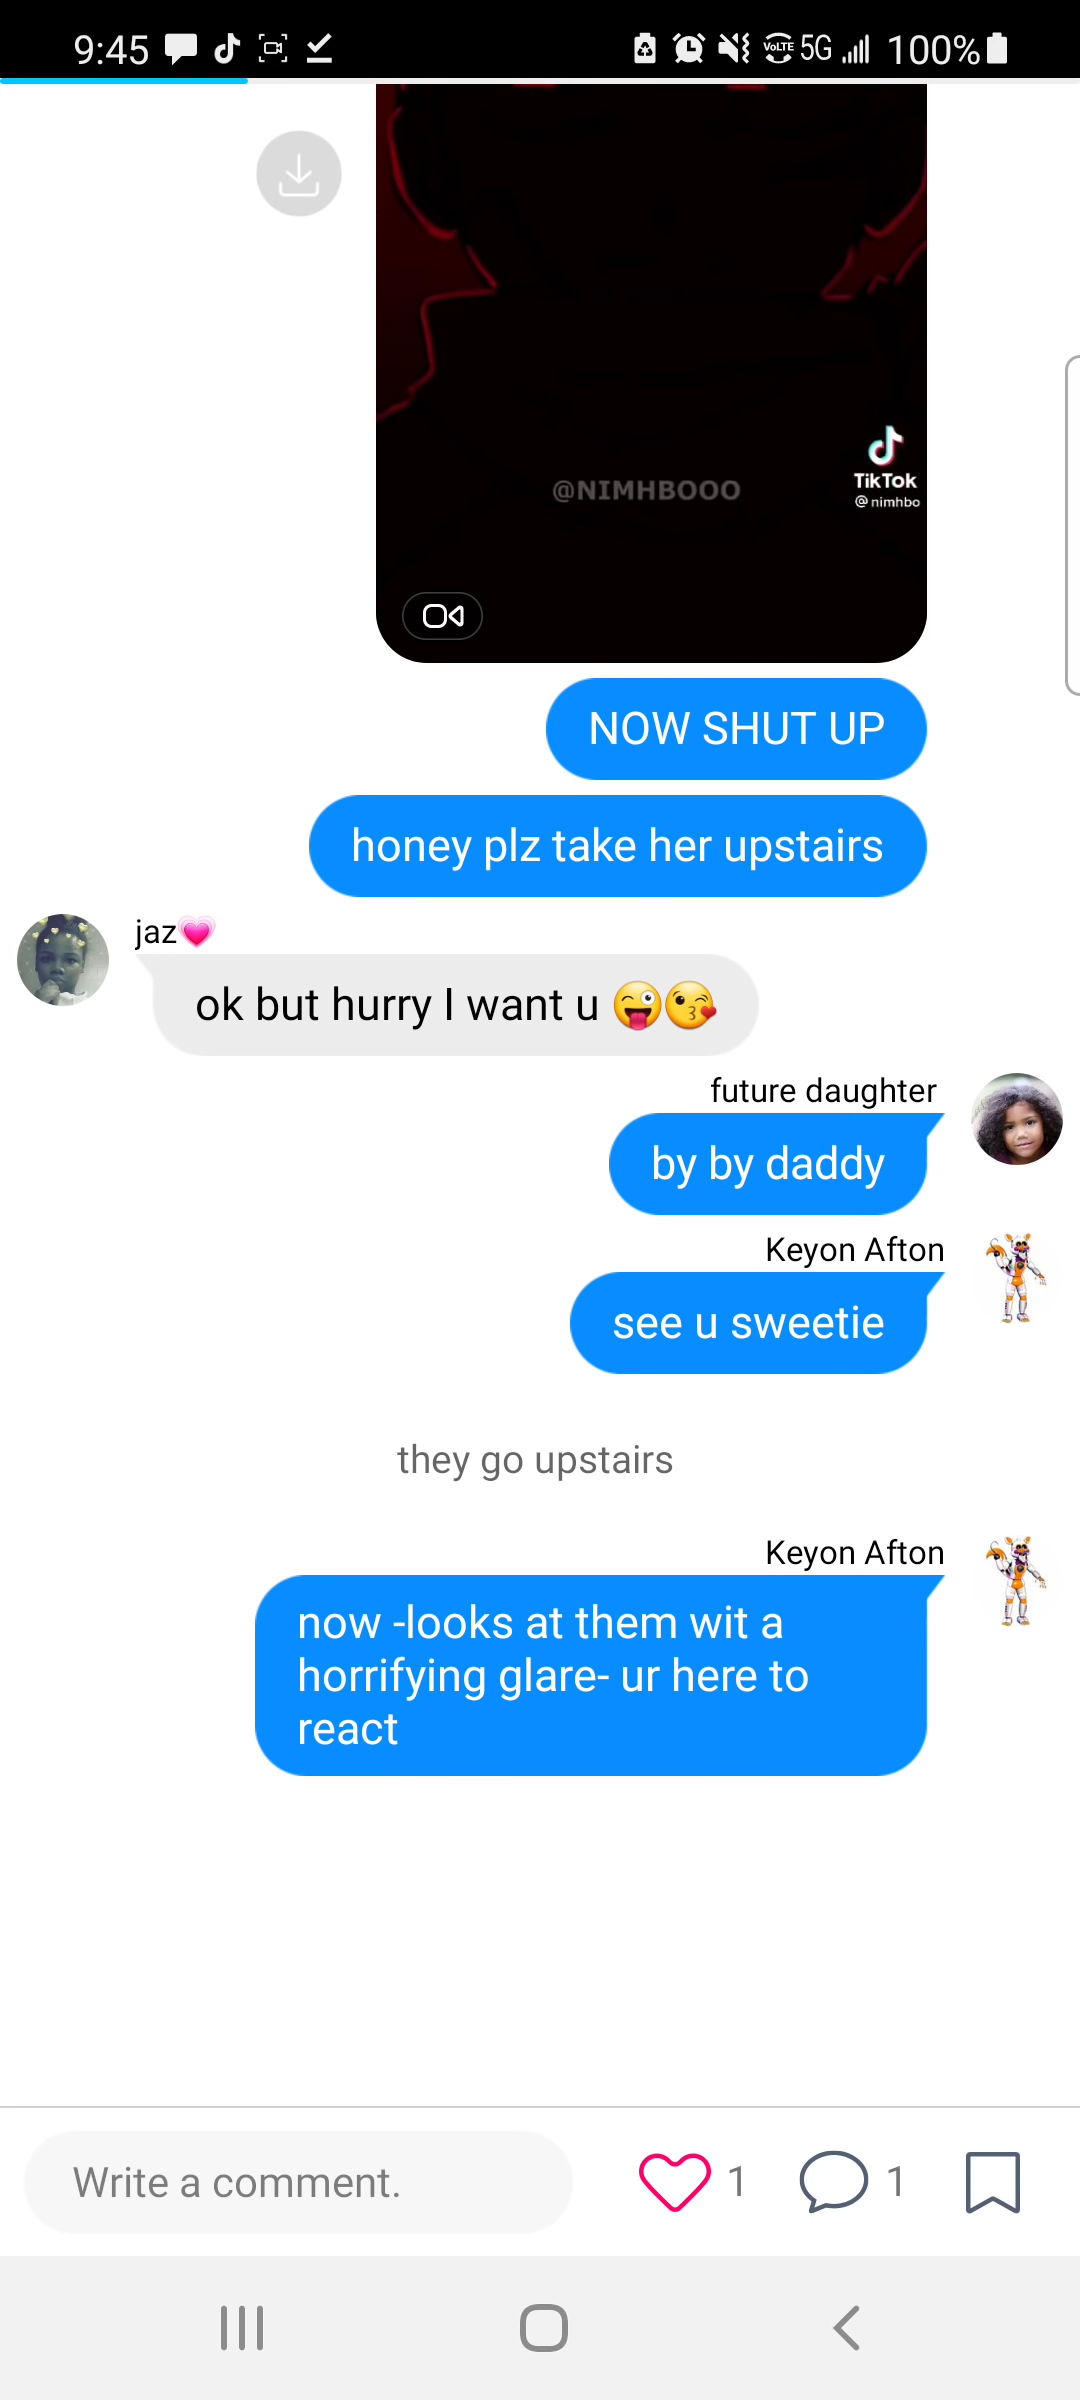 9:45
VoLTE 5G 100%
@NIMHBOOO
TikTok
@nimhbo
NOW SHUT UP
honey plz take her upstairs
jaz💗
ok but hurry I want u 😜😘
future daughter
by by daddy
Keyon Afton
see u sweetie
they go upstairs
Keyon Afton
now -looks at them wit a
horrifying glare- ur here to
react
Write a comment.
1
1